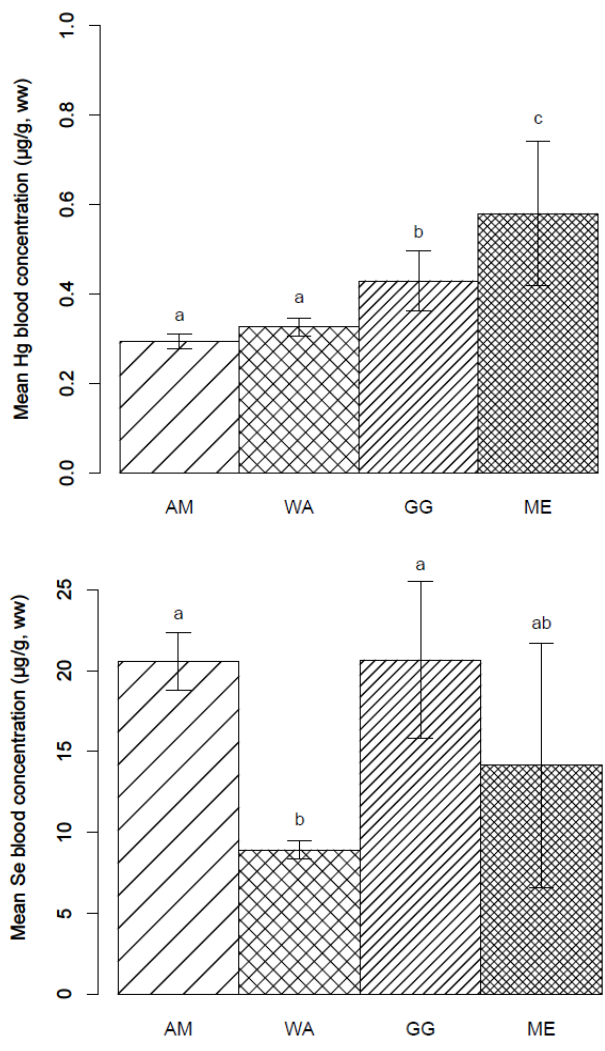 Mean Hg blood concentration (µg/g, ww)
1.0
0.8
0.6
0.4
0.2
0.0
a
a
b
c
AM WA GG ME
Mean Se blood concentration (µg/g, ww)
25
20
15
10
5
0
a
b
a
ab
AM WA GG ME